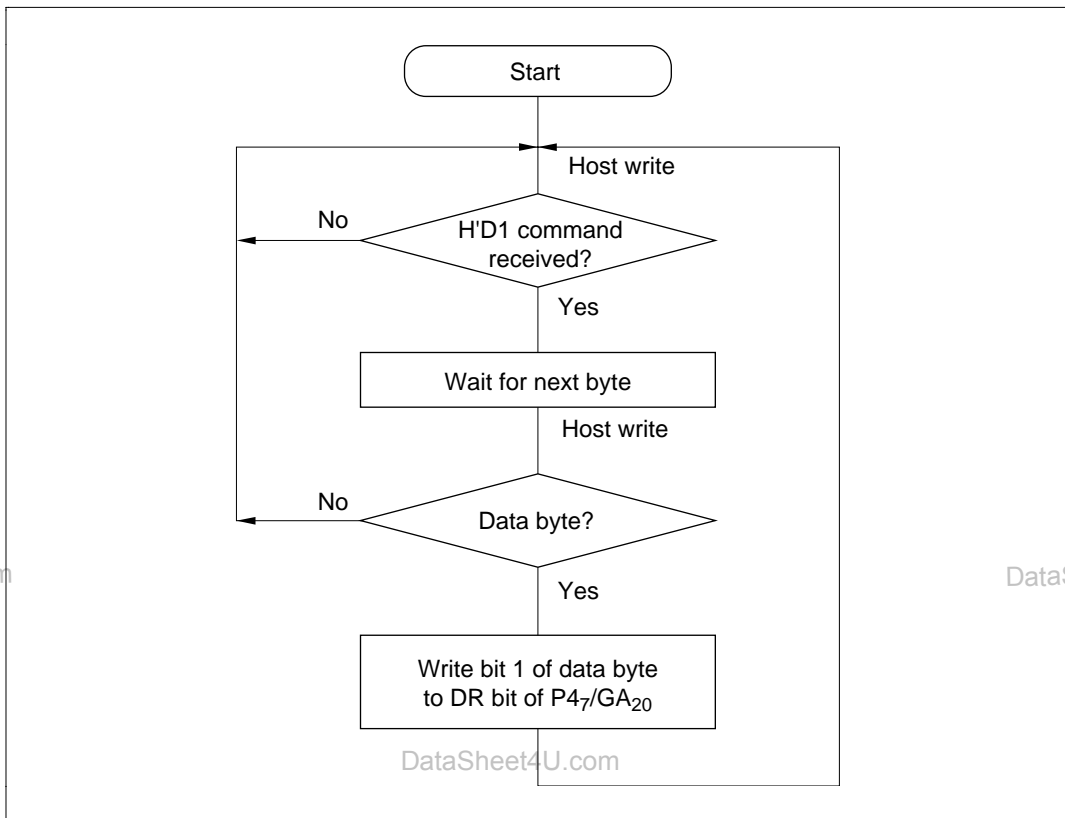 Start
Host write
No
H'D1 command
received?
Yes
Wait for next byte
Host write
No
Data byte?
m
DataS
Yes
Write bit 1 of data byte
to DR bit of P4₇/GA₂₀
DataSheet4U.com